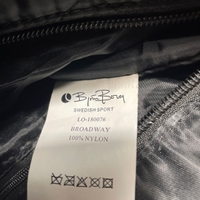 Björn Borg
SWEDISH SPORT
LO-180076
BROADWAY
100% NYLON